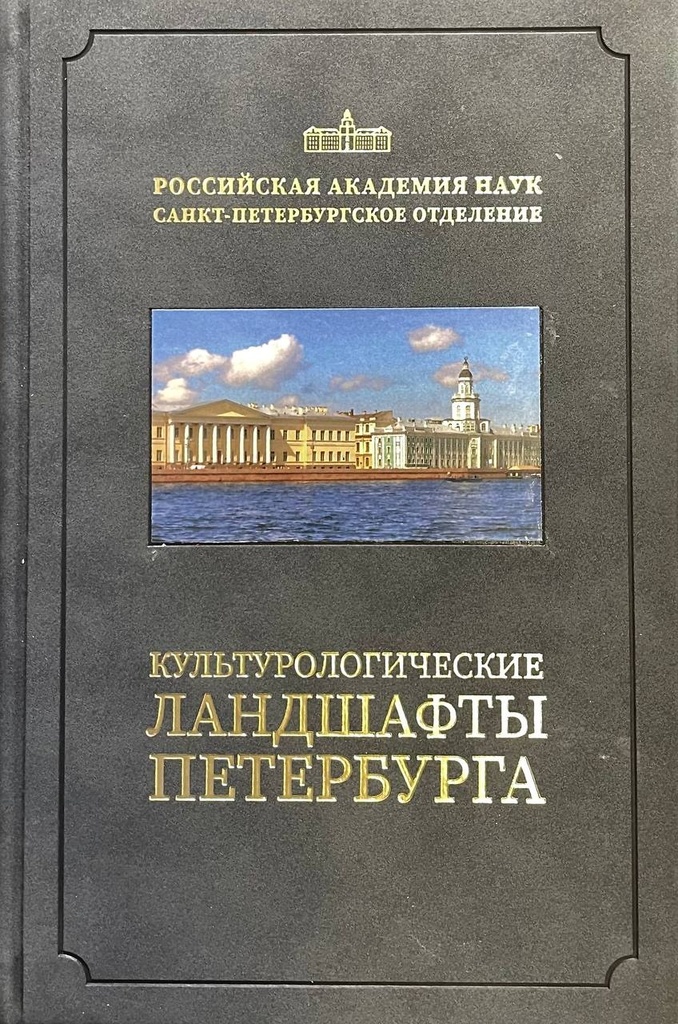 РОССИЙСКАЯ АКАДЕМИЯ НАУК
САНКТ-ПЕТЕРБУРГСКОЕ ОТДЕЛЕНИЕ
КУЛЬТУРОЛОГИЧЕСКИЕ
ЛАНДШАФТЫ
ПЕТЕРБУРГА